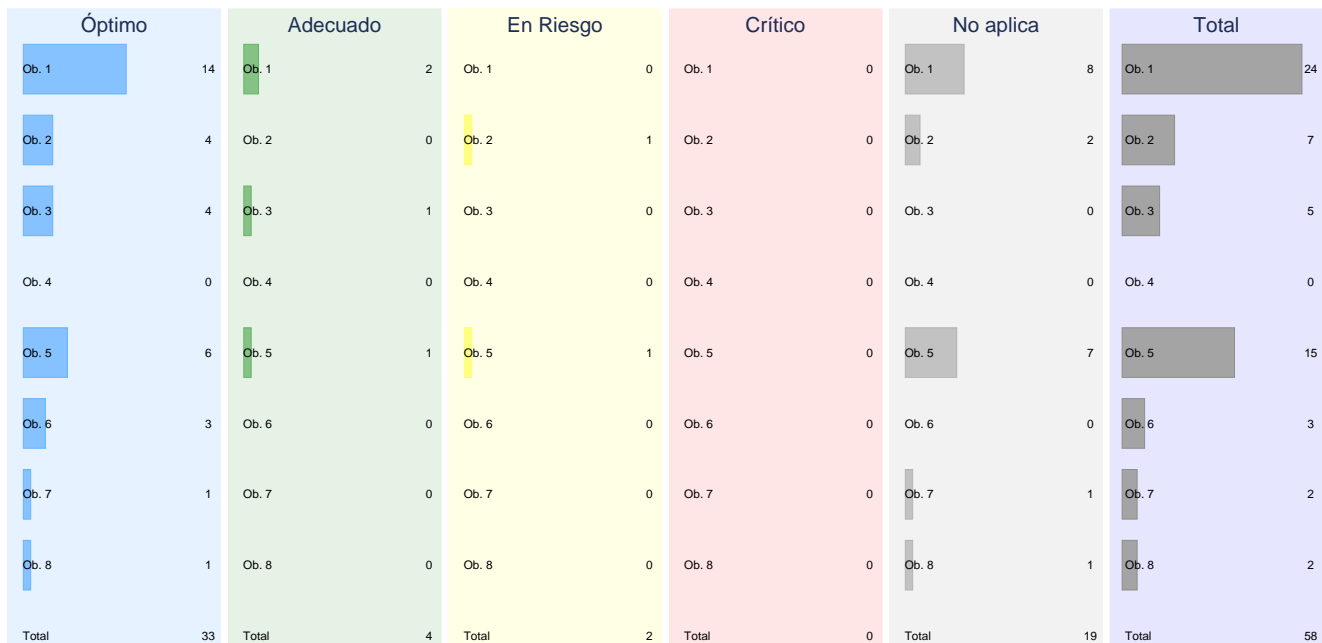 Óptimo Adecuado En Riesgo Crítico No aplica Total
Ob. 1 14 Ob. 1 2 Ob. 1 0 Ob. 1 0 Ob. 1 8 Ob. 1 24
Ob. 2 4 Ob. 2 0 Ob. 2 1 Ob. 2 0 Ob. 2 2 Ob. 2 7
Ob. 3 4 Ob. 3 1 Ob. 3 0 Ob. 3 0 Ob. 3 0 Ob. 3 5
Ob. 4 0 Ob. 4 0 Ob. 4 0 Ob. 4 0 Ob. 4 0 Ob. 4 0
Ob. 5 6 Ob. 5 1 Ob. 5 1 Ob. 5 0 Ob. 5 7 Ob. 5 15
Ob. 6 3 Ob. 6 0 Ob. 6 0 Ob. 6 0 Ob. 6 0 Ob. 6 3
Ob. 7 1 Ob. 7 0 Ob. 7 0 Ob. 7 0 Ob. 7 1 Ob. 7 2
Ob. 8 1 Ob. 8 0 Ob. 8 0 Ob. 8 0 Ob. 8 1 Ob. 8 2
Total 33 Total 4 Total 2 Total 0 Total 19 Total 58